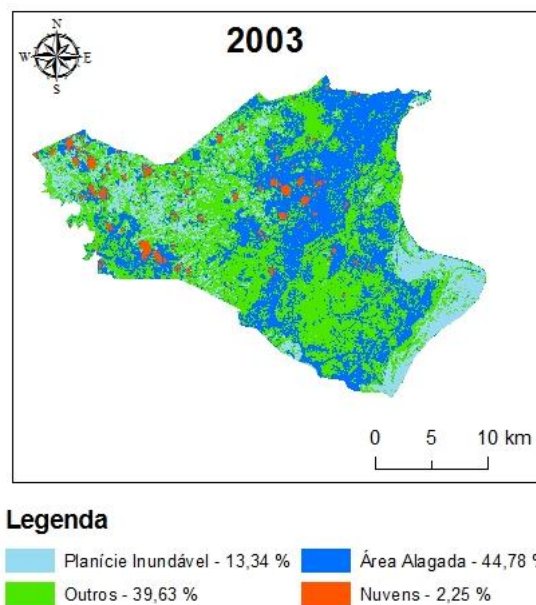 2003
N
W E
S
0 5 10 km
Legenda
Planície Inundável - 13,34 % Área Alagada - 44,78 %
Outros - 39,63 % Nuvens - 2,25 %